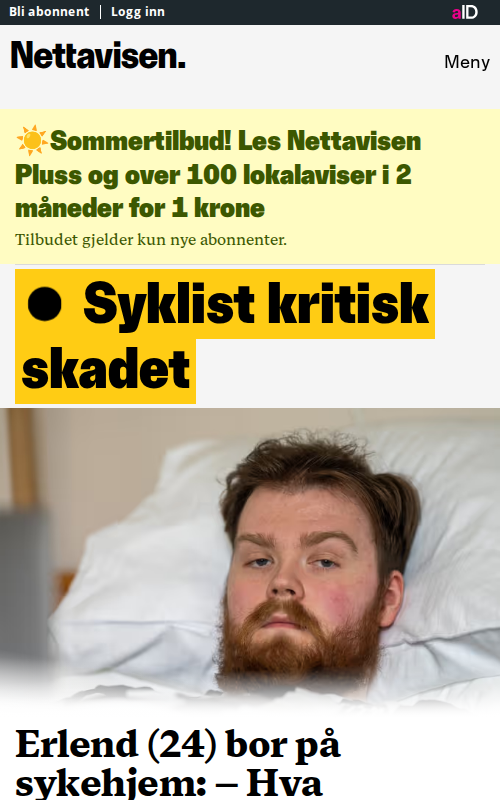 Bli abonnent | Logg inn
aID
Nettavisen.
Meny
☀️Sommertilbud! Les Nettavisen
Pluss og over 100 lokalaviser i 2
måneder for 1 krone
Tilbudet gjelder kun nye abonnenter.
● Syklist kritisk
skadet
Erlend (24) bor på
sykehjem: – Hva